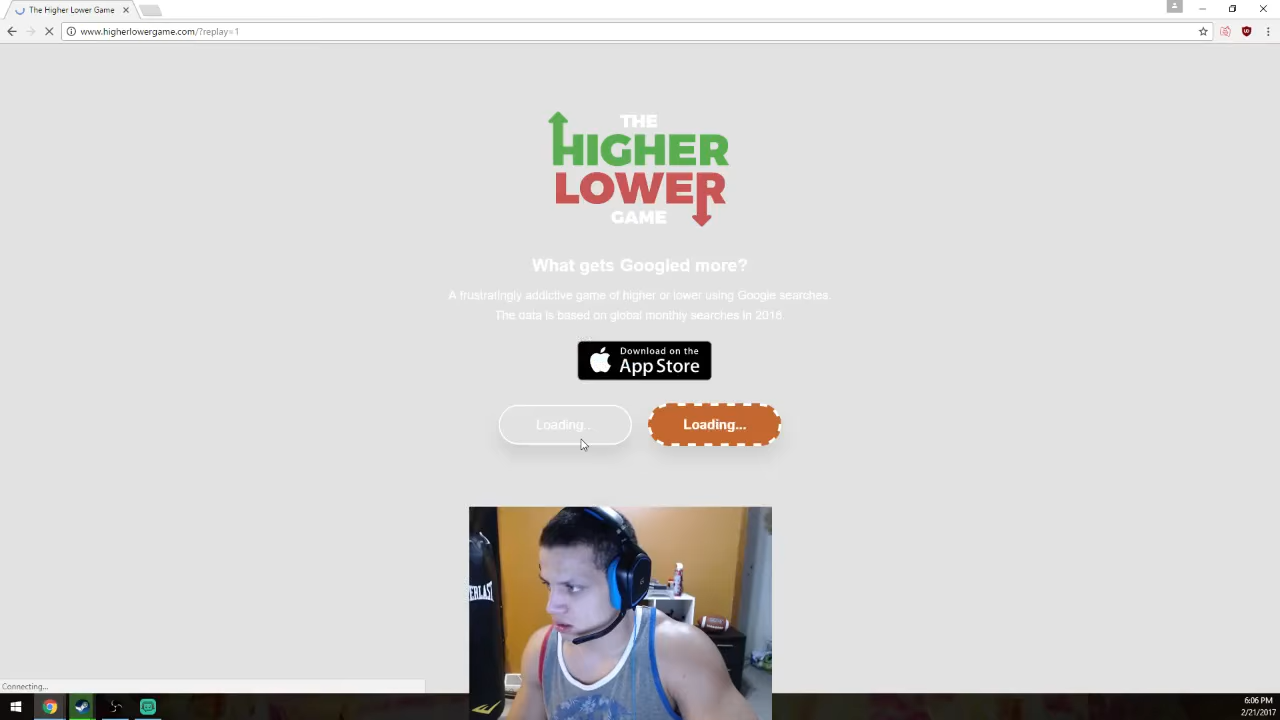 The Higher Lower Game
www.higherlowergame.com/?replay=1
THE
HIGHER
LOWER
GAME
What gets Googled more?
A frustratingly addictive game of higher or lower using Google searches.
The data is based on global monthly searches in 2016.
Download on the
App Store
Loading..
Loading...
ERLAST
Connecting...
6:06 PM
2/21/2017